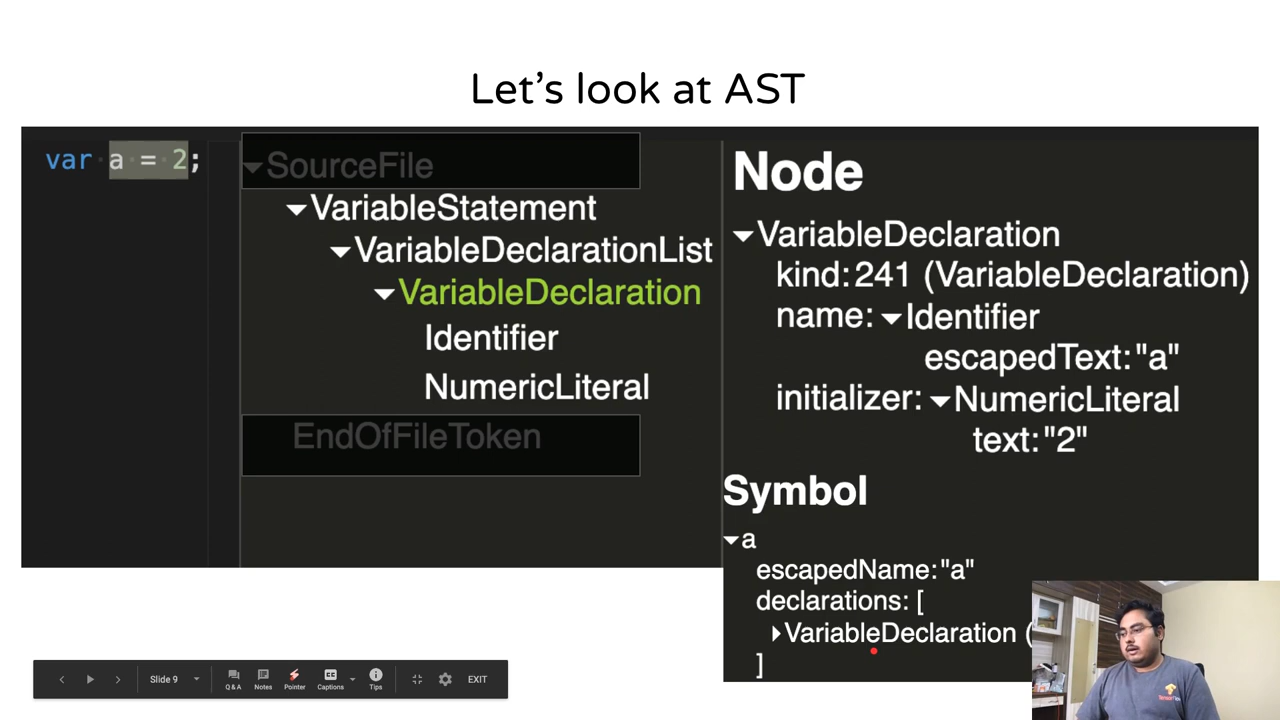 Let's look at AST
var a = 2;
SourceFile
VariableStatement
VariableDeclarationList
VariableDeclaration
Identifier
NumericLiteral
EndOfFileToken
Node
VariableDeclaration
kind: 241 (VariableDeclaration)
name: Identifier
escapedText: "a"
initializer: NumericLiteral
text: "2"
Symbol
a
escapedName: "a"
declarations: [
VariableDeclaration (
]
Slide 9
Q & A
Notes
Pointer
Captions
Tips
EXIT